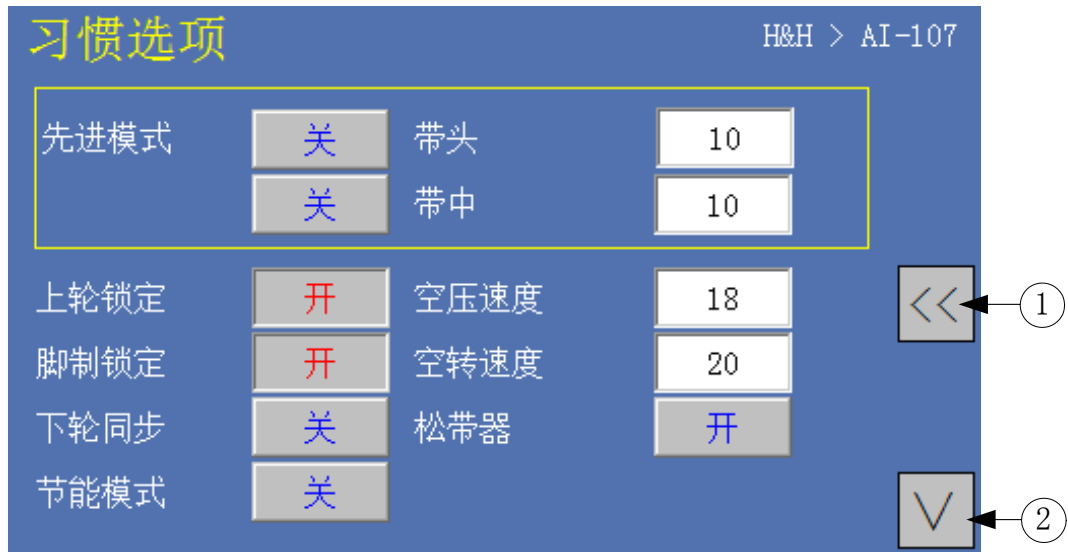 习惯选项 H&H > AI-107
先进模式 关 带头 10
关 带中 10
上轮锁定 开 空压速度 18
<< 1
脚制锁定 开 空转速度 20
下轮同步 关 松带器 开
节能模式 关
∨ 2